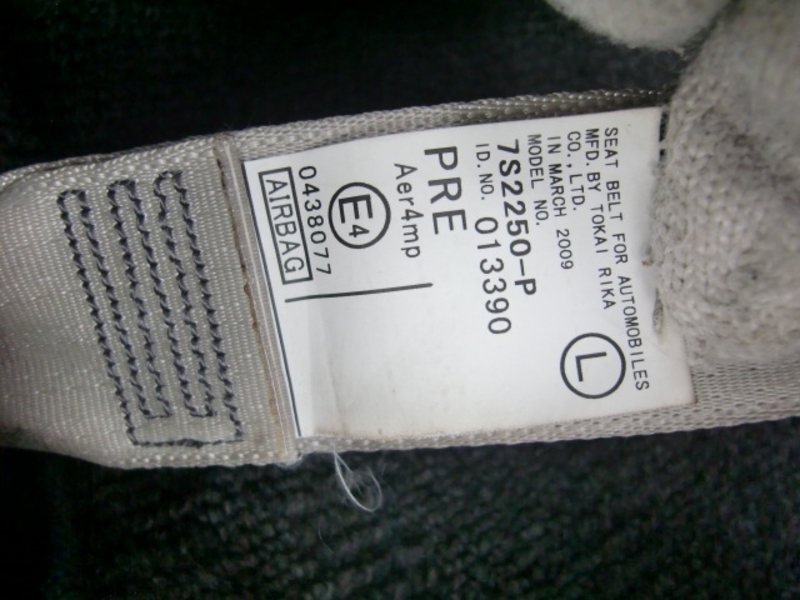 SEAT BELT FOR AUTOMOBILES
MFD. BY TOKAI RIKA
CO., LTD.
IN MARCH 2009
MODEL NO.
7S2250-P
ID. NO. 013390
L
PRE
Aer4mp
E4
0438077
AIRBAG